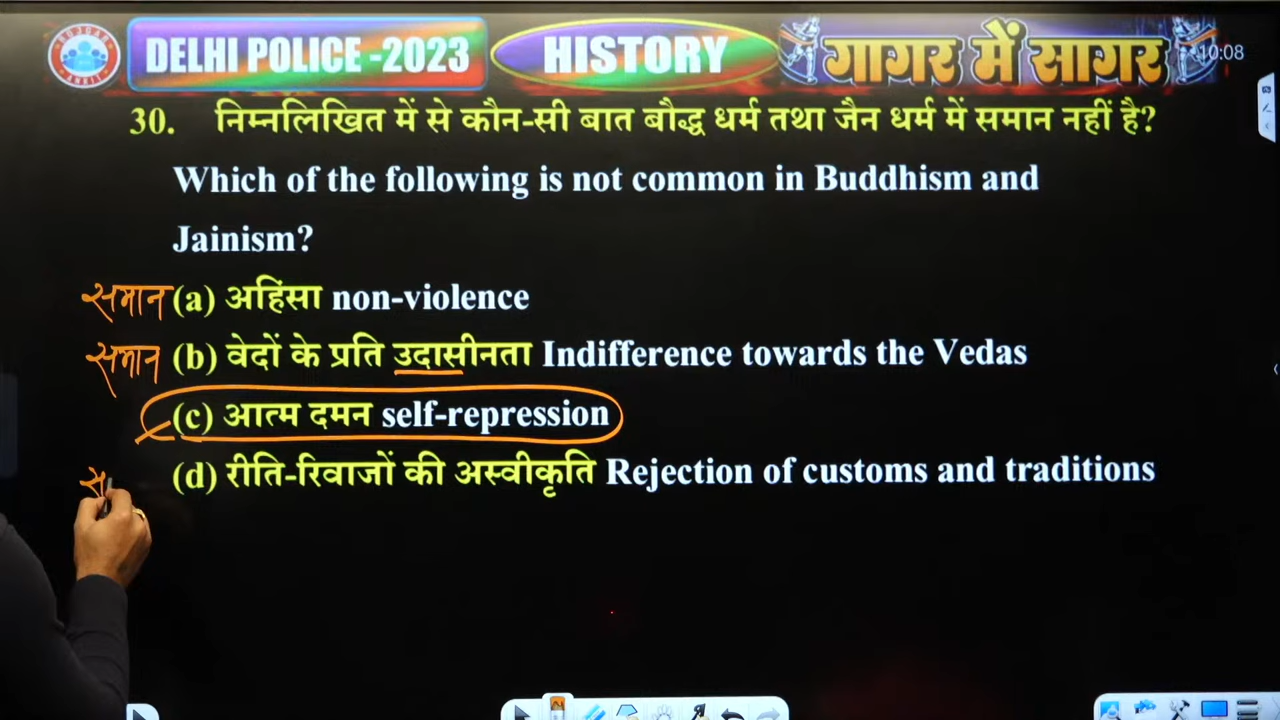 ROJGAR
ANKIT
DELHI POLICE -2023
HISTORY
गागर में सागर
10:08
30. निम्नलिखित में से कौन-सी बात बौद्ध धर्म तथा जैन धर्म में समान नहीं है?
Which of the following is not common in Buddhism and
Jainism?
समान (a) अहिंसा non-violence
समान (b) वेदों के प्रति उदासीनता Indifference towards the Vedas
(c) आत्म दमन self-repression
स (d) रीति-रिवाजों की अस्वीकृति Rejection of customs and traditions